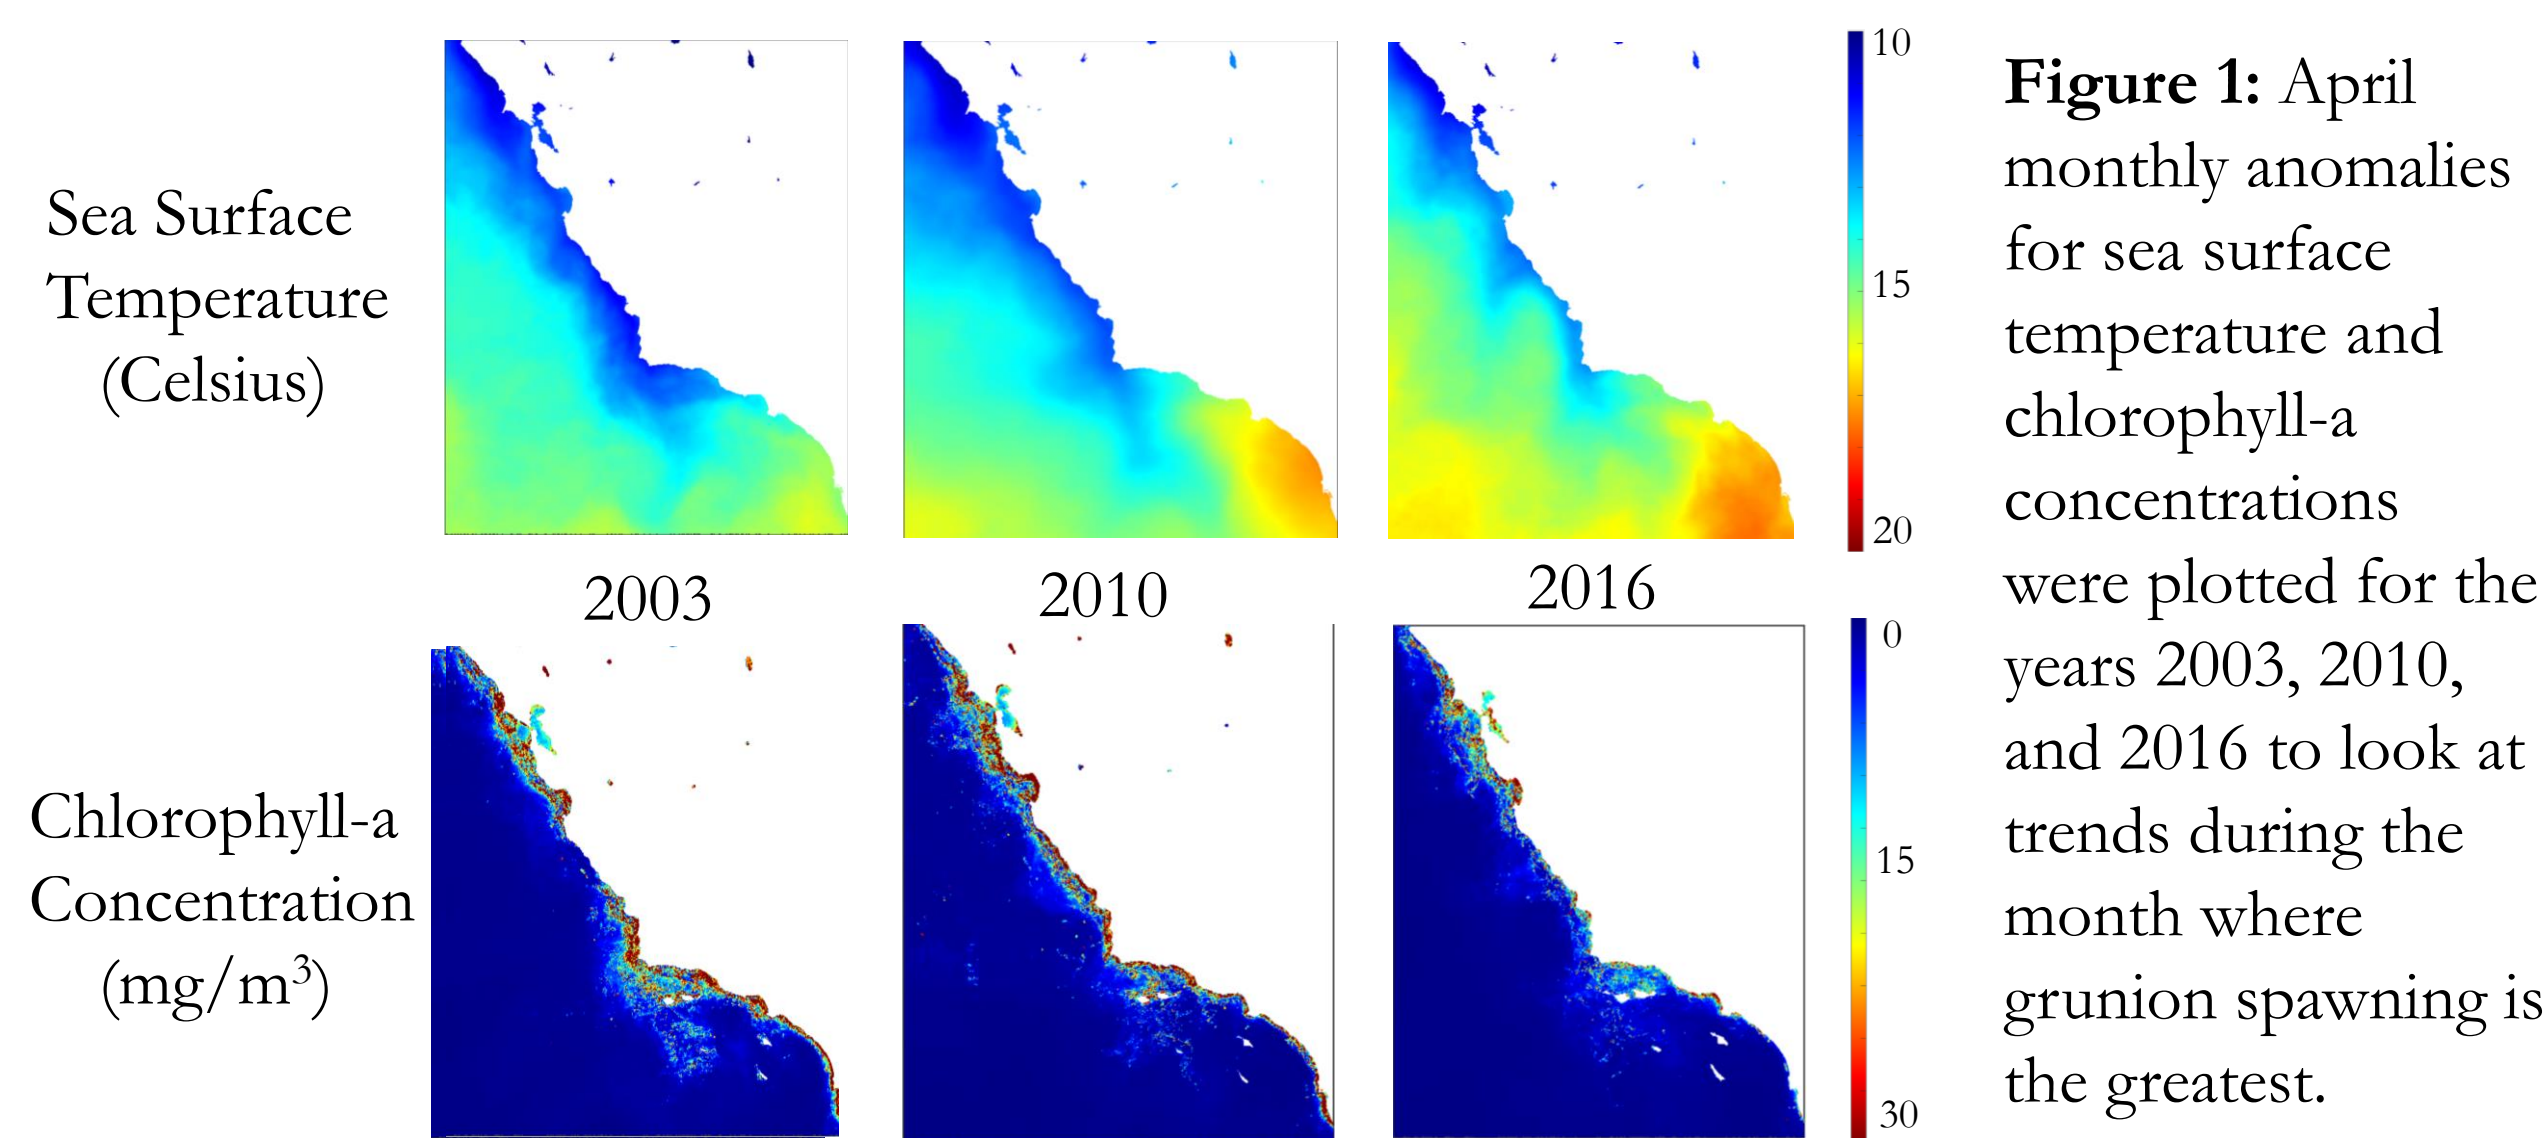 Sea Surface
Temperature
(Celsius)
10
15
20
2003
2010
2016
Chlorophyll-a
Concentration
(mg/m³)
0
15
30
Figure 1: April
monthly anomalies
for sea surface
temperature and
chlorophyll-a
concentrations
were plotted for the
years 2003, 2010,
and 2016 to look at
trends during the
month where
grunion spawning is
the greatest.